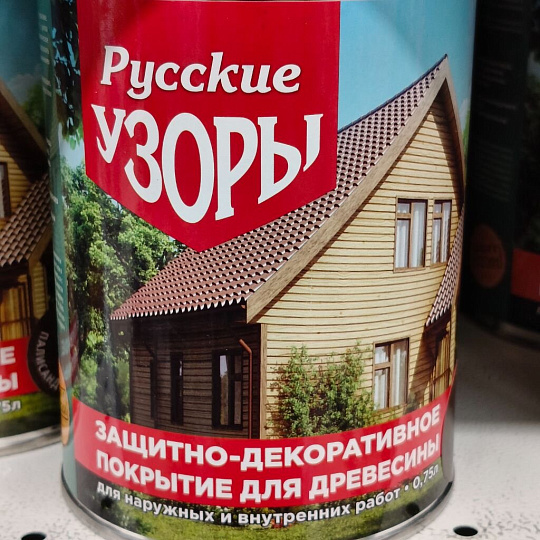 Русские
УЗОРЫ
ЗАЩИТНО-ДЕКОРАТИВНОЕ
ПОКРЫТИЕ ДЛЯ ДРЕВЕСИНЫ
для наружных и внутренних работ • 0,75л